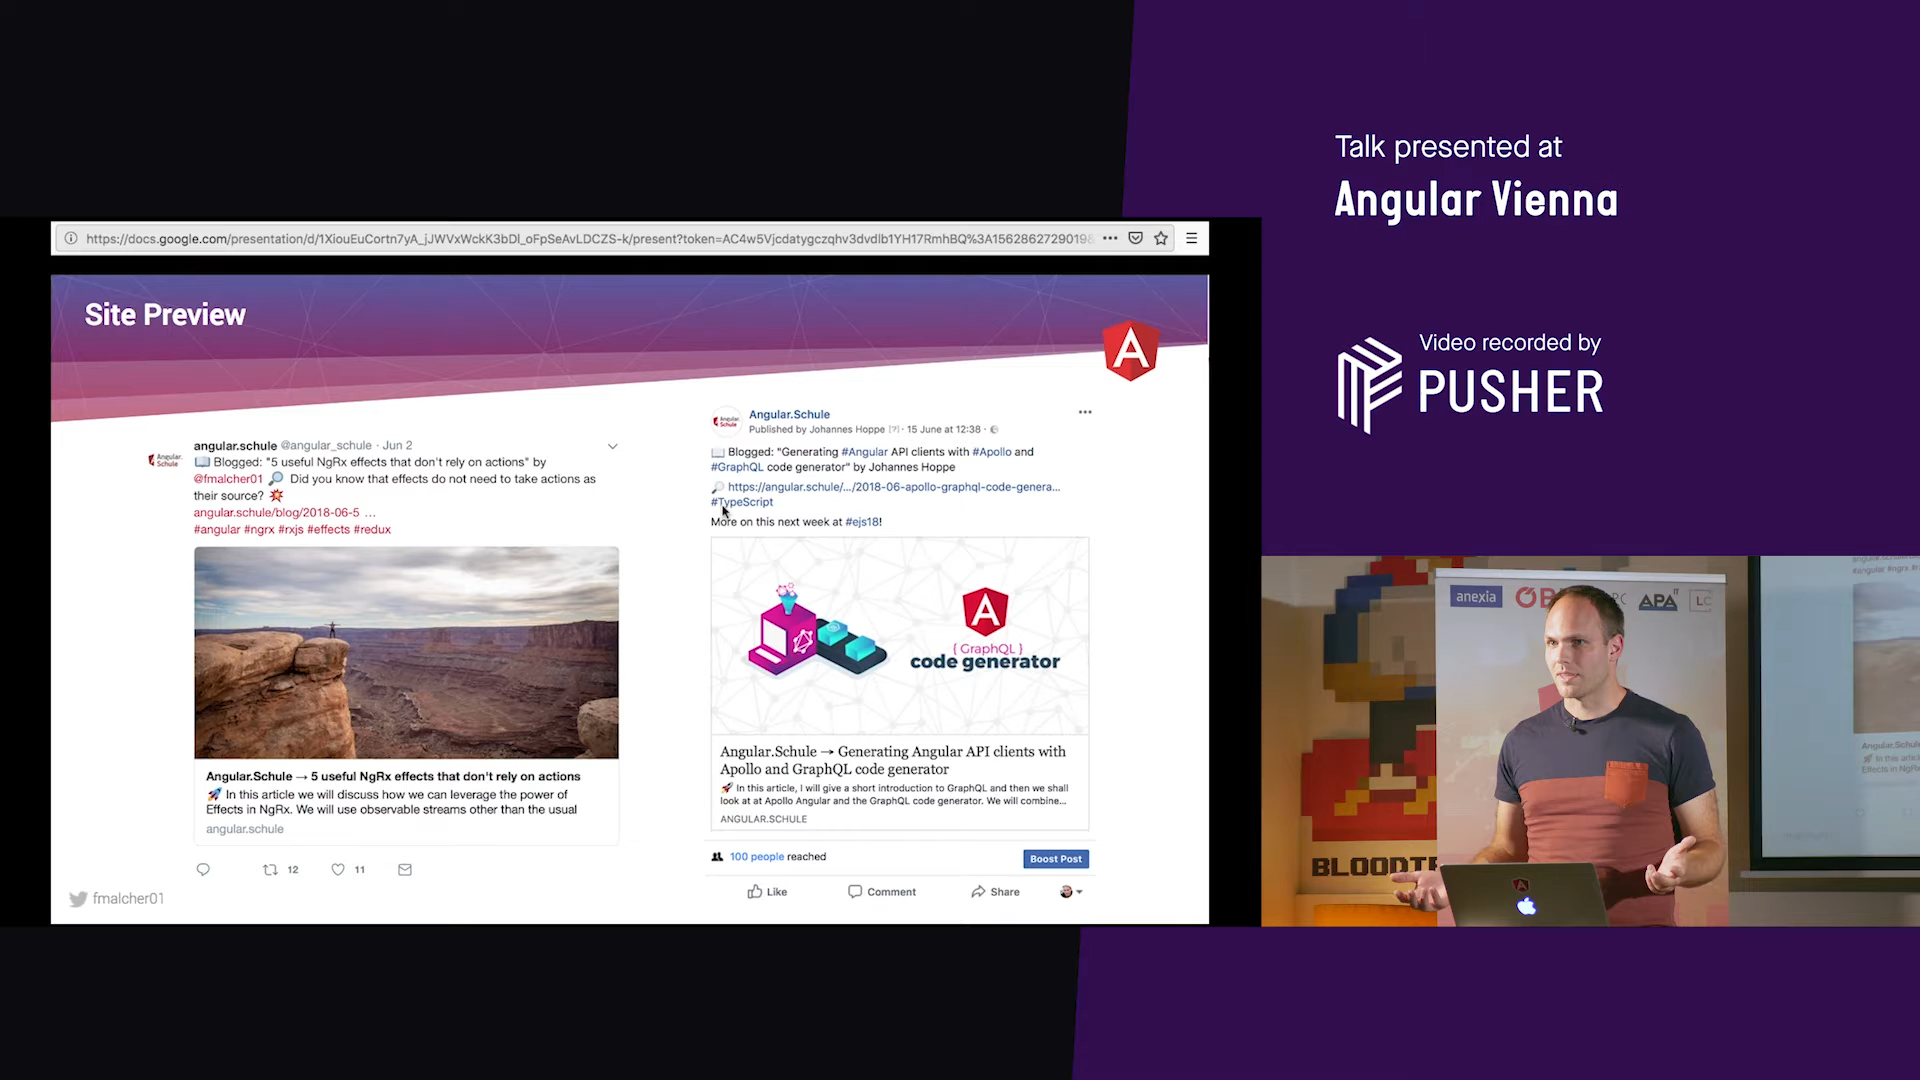 Talk presented at
Angular Vienna
Video recorded by
PUSHER
https://docs.google.com/presentation/d/1XiouEuCortn7yA_jJWVxWckK3bDI_oFpSeAvLDCZS-k/present?token=AC4w5Vjcdatygczqhv3dvdlb1YH17RmhBQ%3A1562862729019
Site Preview
angular.schule @angular_schule · Jun 2
📖 Blogged: "5 useful NgRx effects that don't rely on actions" by
@fmalcher01 🔎 Did you know that effects do not need to take actions as
their source? 💥
angular.schule/blog/2018-06-5 …
#angular #ngrx #rxjs #effects #redux
Angular.Schule → 5 useful NgRx effects that don't rely on actions
🚀 In this article we will discuss how we can leverage the power of
Effects in NgRx. We will use observable streams other than the usual
angular.schule
12
11
fmalcher01
Angular
Schule
Angular.Schule
Published by Johannes Hoppe [?] · 15 June at 12:38 ·
📖 Blogged: "Generating #Angular API clients with #Apollo and
#GraphQL code generator" by Johannes Hoppe
🔎 https://angular.schule/.../2018-06-apollo-graphql-code-genera...
#TypeScript
More on this next week at #ejs18!
{ GraphQL }
code generator
Angular.Schule → Generating Angular API clients with
Apollo and GraphQL code generator
🚀 In this article, I will give a short introduction to GraphQL and then we shall
look at at Apollo Angular and the GraphQL code generator. We will combine...
ANGULAR.SCHULE
100 people reached
Boost Post
Like
Comment
Share
anexia
APA
BLOODT